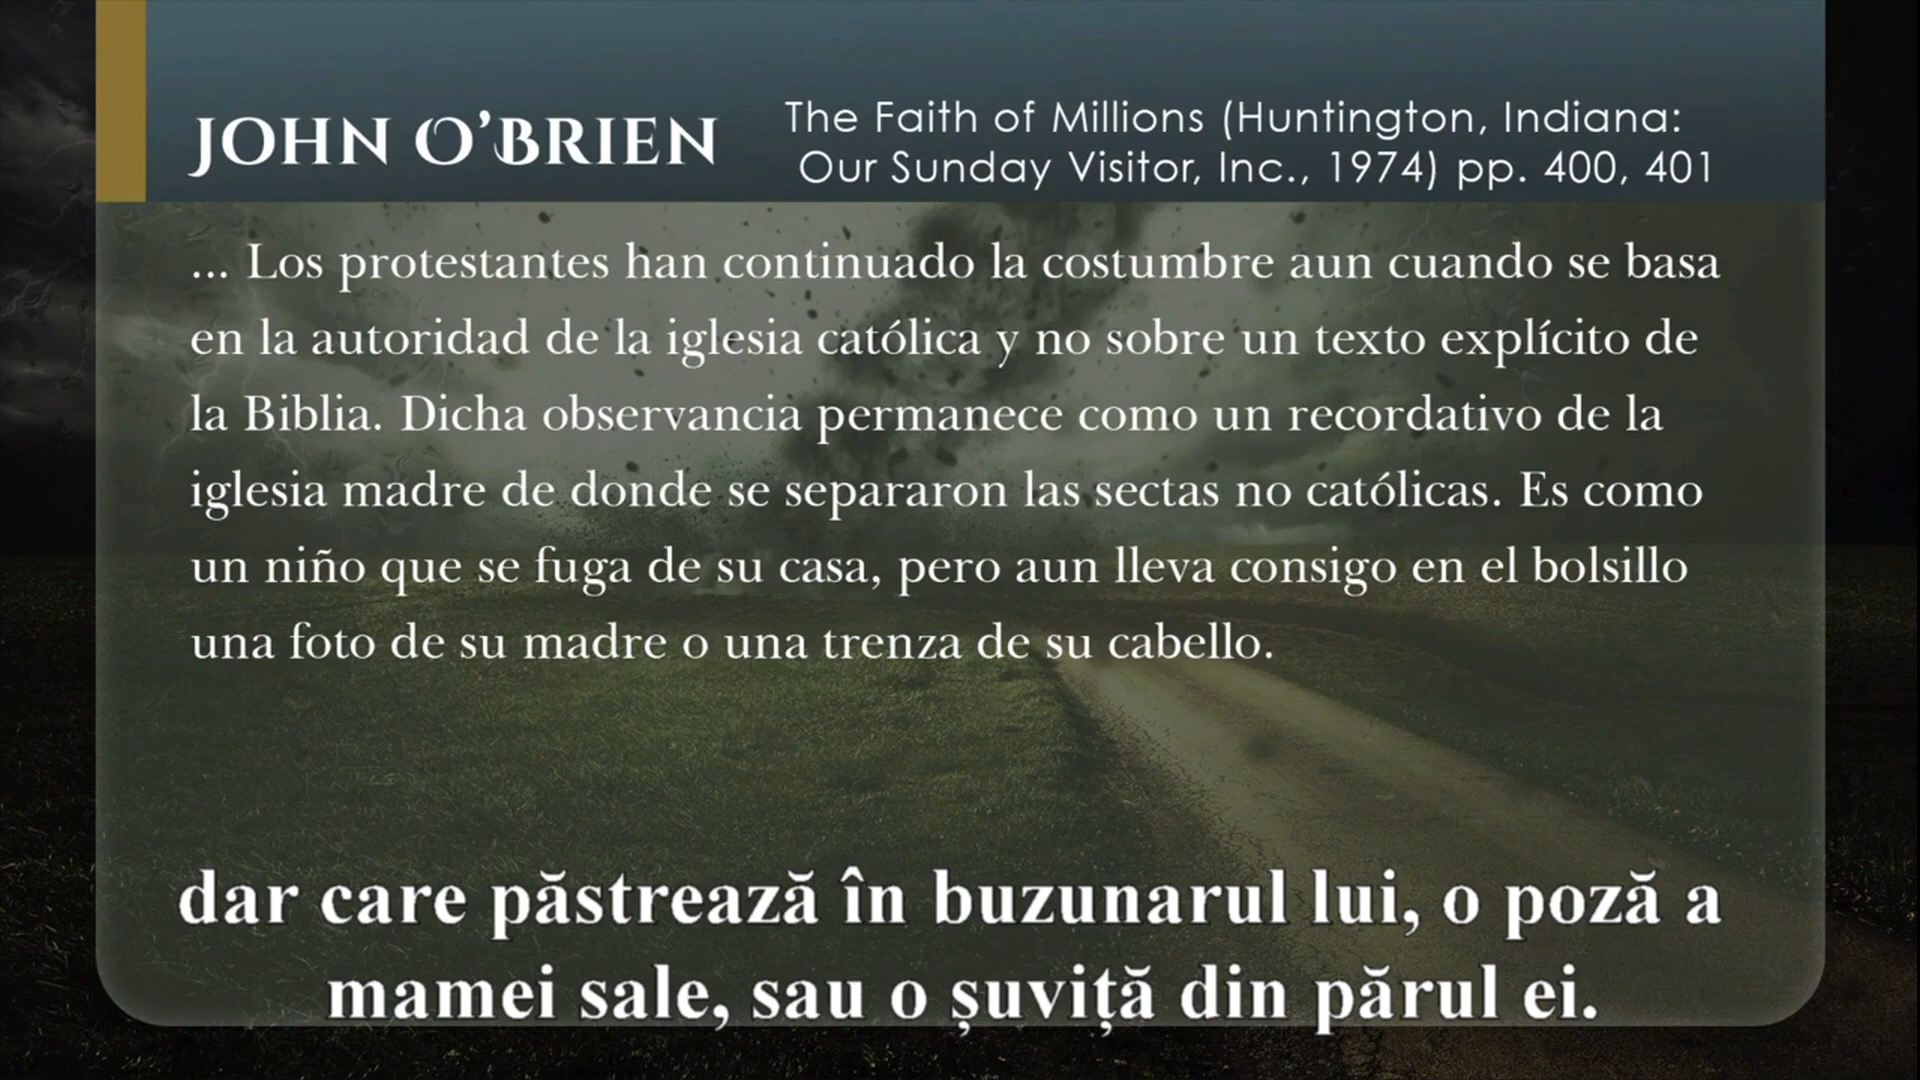 JOHN O'BRIEN
The Faith of Millions (Huntington, Indiana:
Our Sunday Visitor, Inc., 1974) pp. 400, 401
... Los protestantes han continuado la costumbre aun cuando se basa
en la autoridad de la iglesia católica y no sobre un texto explícito de
la Biblia. Dicha observancia permanece como un recordativo de la
iglesia madre de donde se separaron las sectas no católicas. Es como
un niño que se fuga de su casa, pero aun lleva consigo en el bolsillo
una foto de su madre o una trenza de su cabello.
dar care păstrează în buzunarul lui, o poză a
mamei sale, sau o șuviță din părul ei.